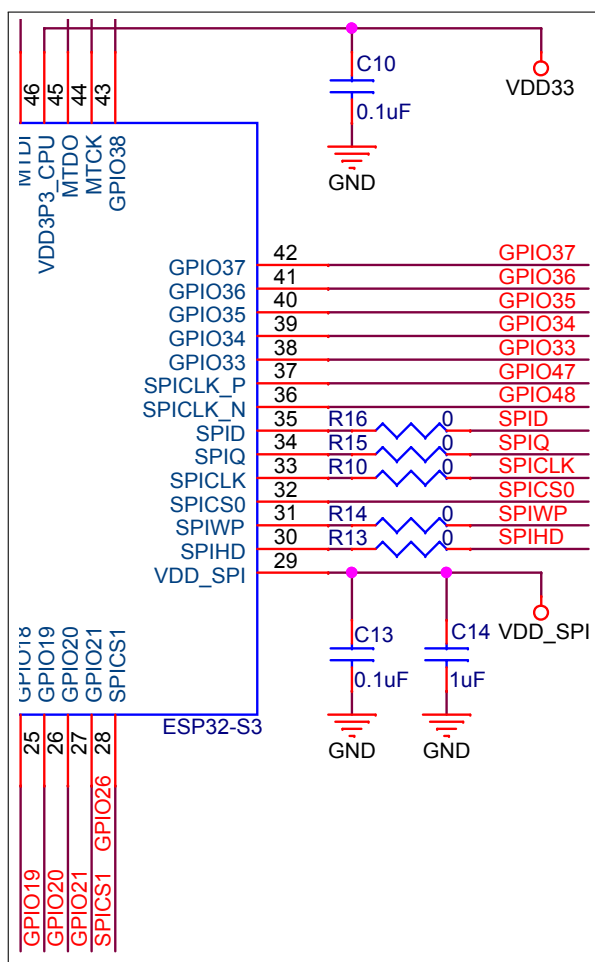 C10
0.1uF
GND
VDD33
46
45
44
43
MTDI
VDD3P3_CPU
MTDO
MTCK
GPIO38
GPIO37 42 GPIO37
GPIO36 41 GPIO36
GPIO35 40 GPIO35
GPIO34 39 GPIO34
GPIO33 38 GPIO33
SPICLK_P 37 GPIO47
SPICLK_N 36 GPIO48
SPID 35 R16 0 SPID
SPIQ 34 R15 0 SPIQ
SPICLK 33 R10 0 SPICLK
SPICS0 32 SPICS0
SPIWP 31 R14 0 SPIWP
SPIHD 30 R13 0 SPIHD
VDD_SPI 29
C13
0.1uF
GND
C14
1uF
GND
VDD_SPI
GPIO18
GPIO19
GPIO20
GPIO21
SPICS1
ESP32-S3
25
26
27
28
GPIO19
GPIO20
GPIO21
SPICS1
GPIO26